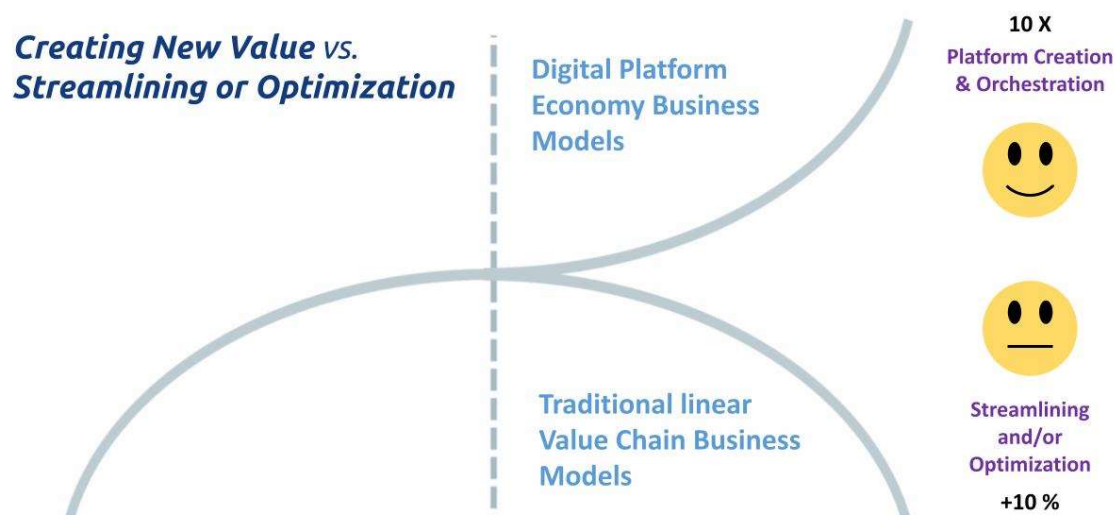 Creating New Value vs.
Streamlining or Optimization
Digital Platform
Economy Business
Models
10 X
Platform Creation
& Orchestration
Traditional linear
Value Chain Business
Models
Streamlining
and/or
Optimization
+10 %